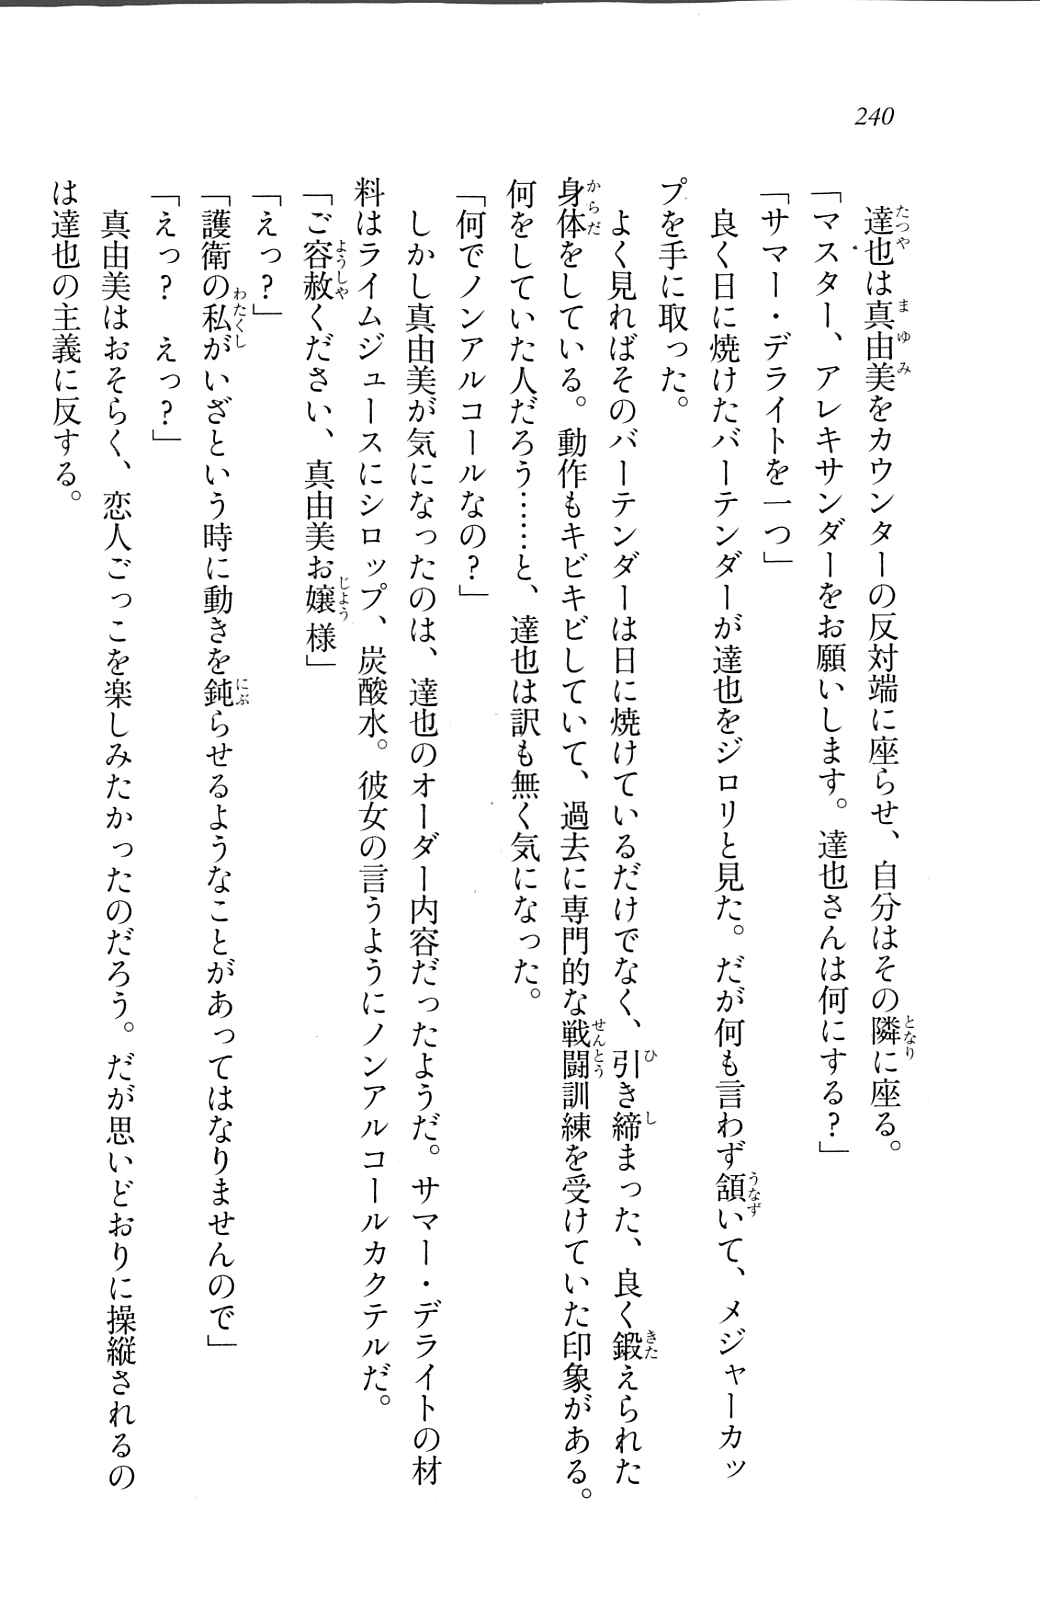 240
達也は真由美をカウンターの反対端に座らせ、自分はその隣に座る。
「マスター、アレキサンダーをお願いします。達也さんは何にする?」
「サマー・デライトを一つ」
良く日に焼けたバーテンダーが達也をジロリと見た。だが何も言わず頷いて、メジャーカッ
プを手に取った。
よく見ればそのバーテンダーは日に焼けているだけでなく、引き締まった、良く鍛えられた
身体をしている。動作もキビキビしていて、過去に専門的な戦闘訓練を受けていた印象がある。
何をしていた人だろう……と、達也は訳も無く気になった。
「何でノンアルコールなの?」
しかし真由美が気になったのは、達也のオーダー内容だったようだ。サマー・デライトの材
料はライムジュースにシロップ、炭酸水。彼女の言うようにノンアルコールカクテルだ。
「ご容赦ください、真由美お嬢様」
「えっ?」
「護衛の私がいざという時に動きを鈍らせるようなことがあってはなりませんので」
「えっ? えっ?」
真由美はおそらく、恋人ごっこを楽しみたかったのだろう。だが思いどおりに操縦されるの
は達也の主義に反する。